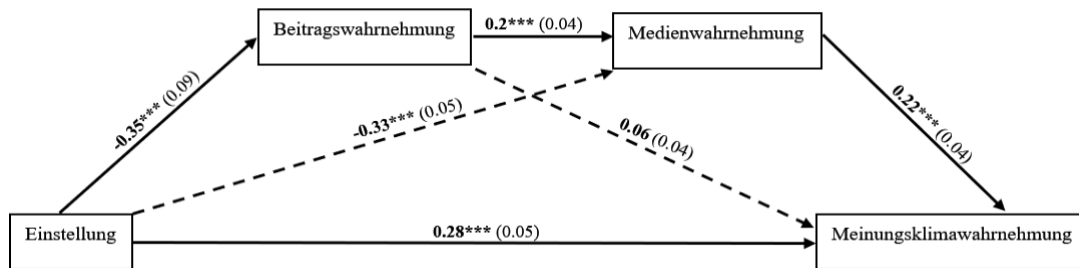 Beitragswahrnehmung
0.2*** (0.04)
Medienwahrnehmung
-0.35*** (0.09)
-0.33*** (0.05)
0.06 (0.04)
0.22*** (0.04)
Einstellung
0.28*** (0.05)
Meinungsklimawahrnehmung